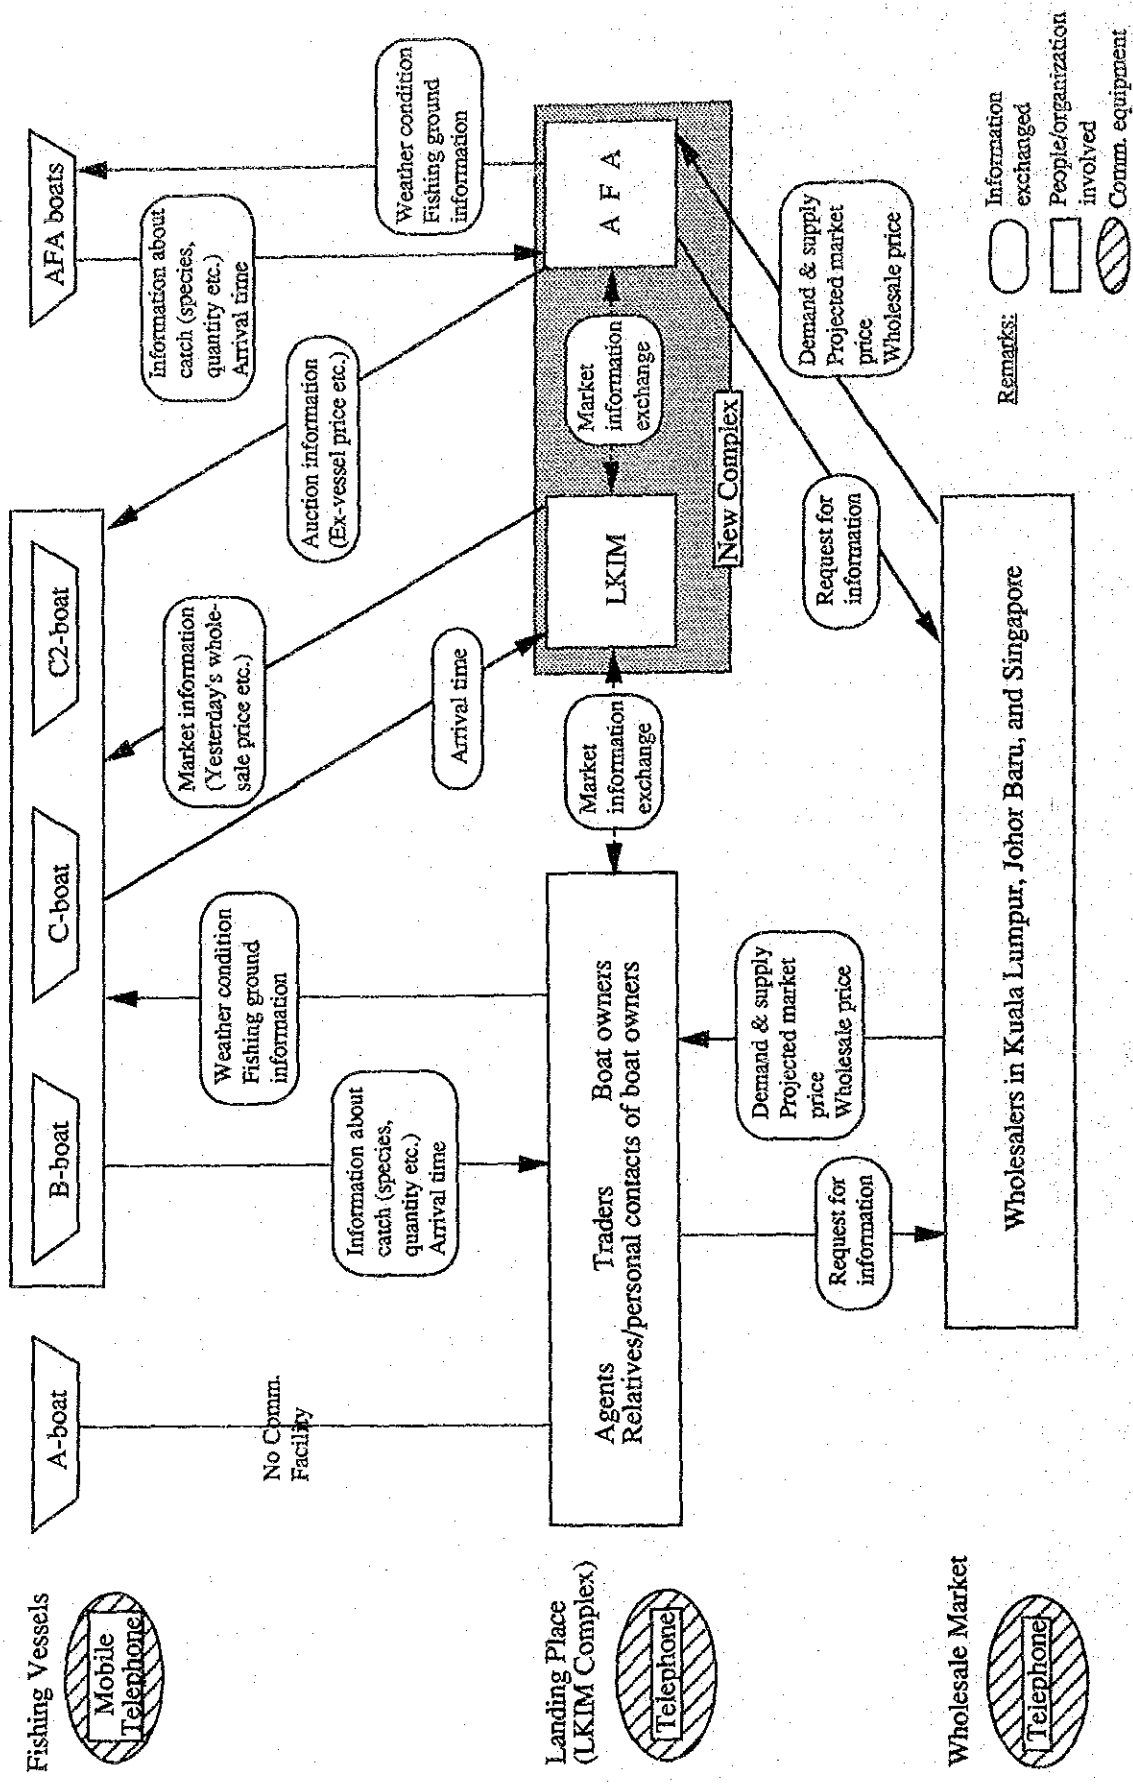 Fishing Vessels
Mobile
Telephone
A-boat
B-boat
C-boat
C2-boat
AFA boats
No Comm.
Facility
Information about
catch (species,
quantity etc.)
Arrival time
Weather condition
Fishing ground
information
Market information
(Yesterday's whole-
sale price etc.)
Arrival time
Auction information
(Ex-vessel price etc.)
Information about
catch (species,
quantity etc.)
Arrival time
Weather condition
Fishing ground
information
Landing Place
(LKIM Complex)
Telephone
Agents Traders Boat owners
Relatives/personal contacts of boat owners
Market
information
exchange
LKIM
Market
information
exchange
A F A
New Complex
Request for
information
Demand & supply
Projected market
price
Wholesale price
Request for
information
Demand & supply
Projected market
price
Wholesale price
Wholesale Market
Telephone
Wholesalers in Kuala Lumpur, Johor Baru, and Singapore
Remarks:
Information
exchanged
People/organization
involved
Comm. equipment